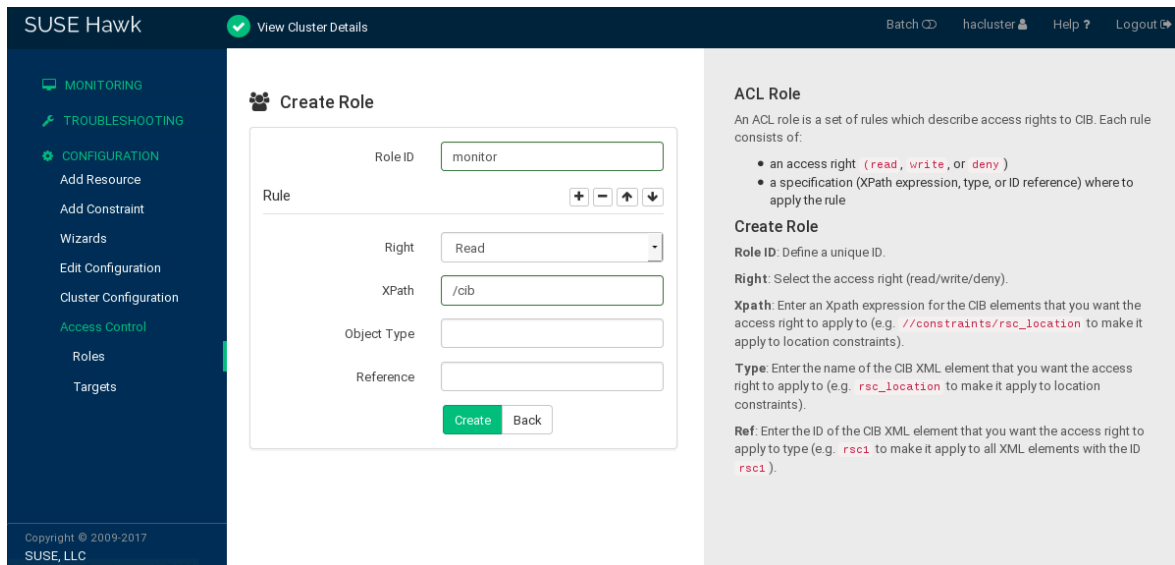 SUSE Hawk
View Cluster Details
Batch
hacluster
Help ?
Logout
MONITORING
TROUBLESHOOTING
CONFIGURATION
Add Resource
Add Constraint
Wizards
Edit Configuration
Cluster Configuration
Access Control
Roles
Targets
Copyright © 2009-2017
SUSE, LLC
Create Role
Role ID
monitor
Rule
Right
Read
XPath
/cib
Object Type
Reference
Create
Back
ACL Role
An ACL role is a set of rules which describe access rights to CIB. Each rule
consists of:
• an access right (read, write, or deny )
• a specification (XPath expression, type, or ID reference) where to
apply the rule
Create Role
Role ID: Define a unique ID.
Right: Select the access right (read/write/deny).
Xpath: Enter an Xpath expression for the CIB elements that you want the
access right to apply to (e.g. //constraints/rsc_location to make it
apply to location constraints).
Type: Enter the name of the CIB XML element that you want the access
right to apply to (e.g. rsc_location to make it apply to location
constraints).
Ref: Enter the ID of the CIB XML element that you want the access right to
apply to type (e.g. rsc1 to make it apply to all XML elements with the ID
rsc1 ).